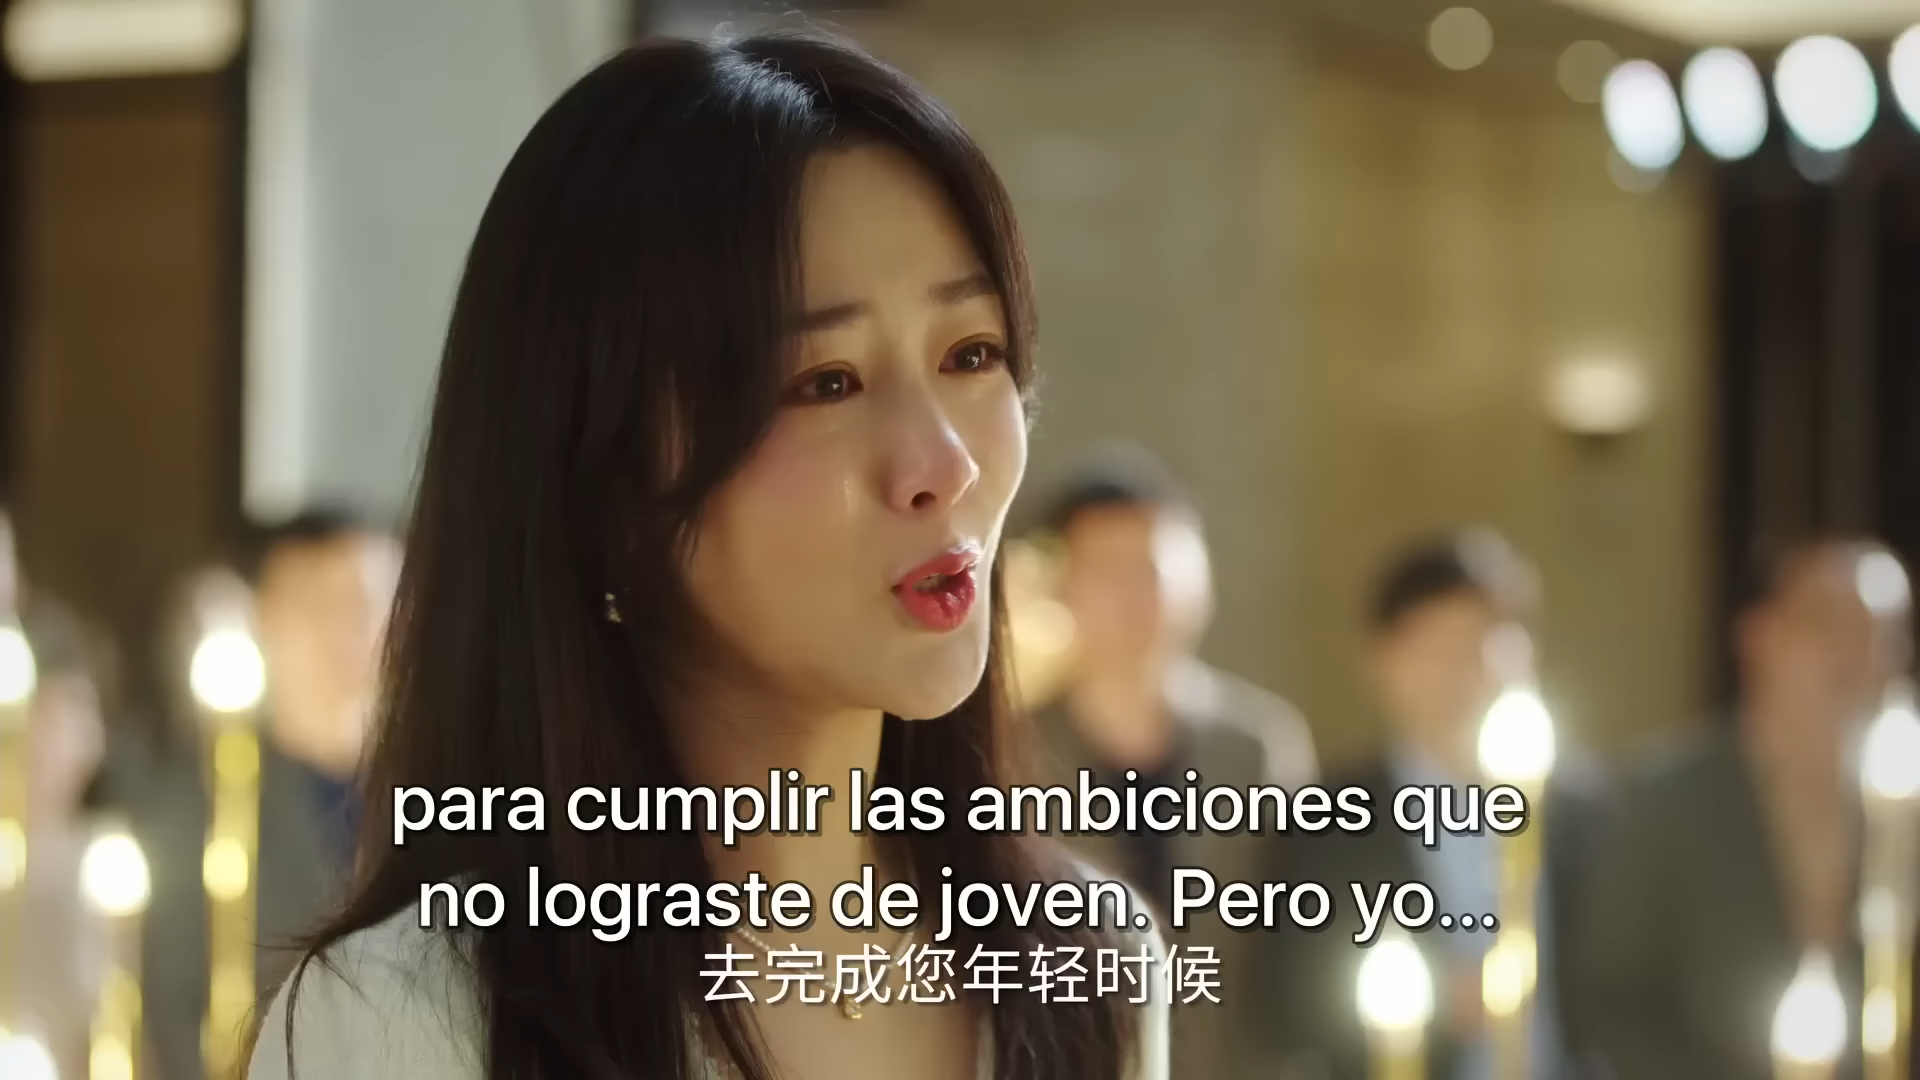 para cumplir las ambiciones que
no lograste de joven. Pero yo...
去完成您年轻时候